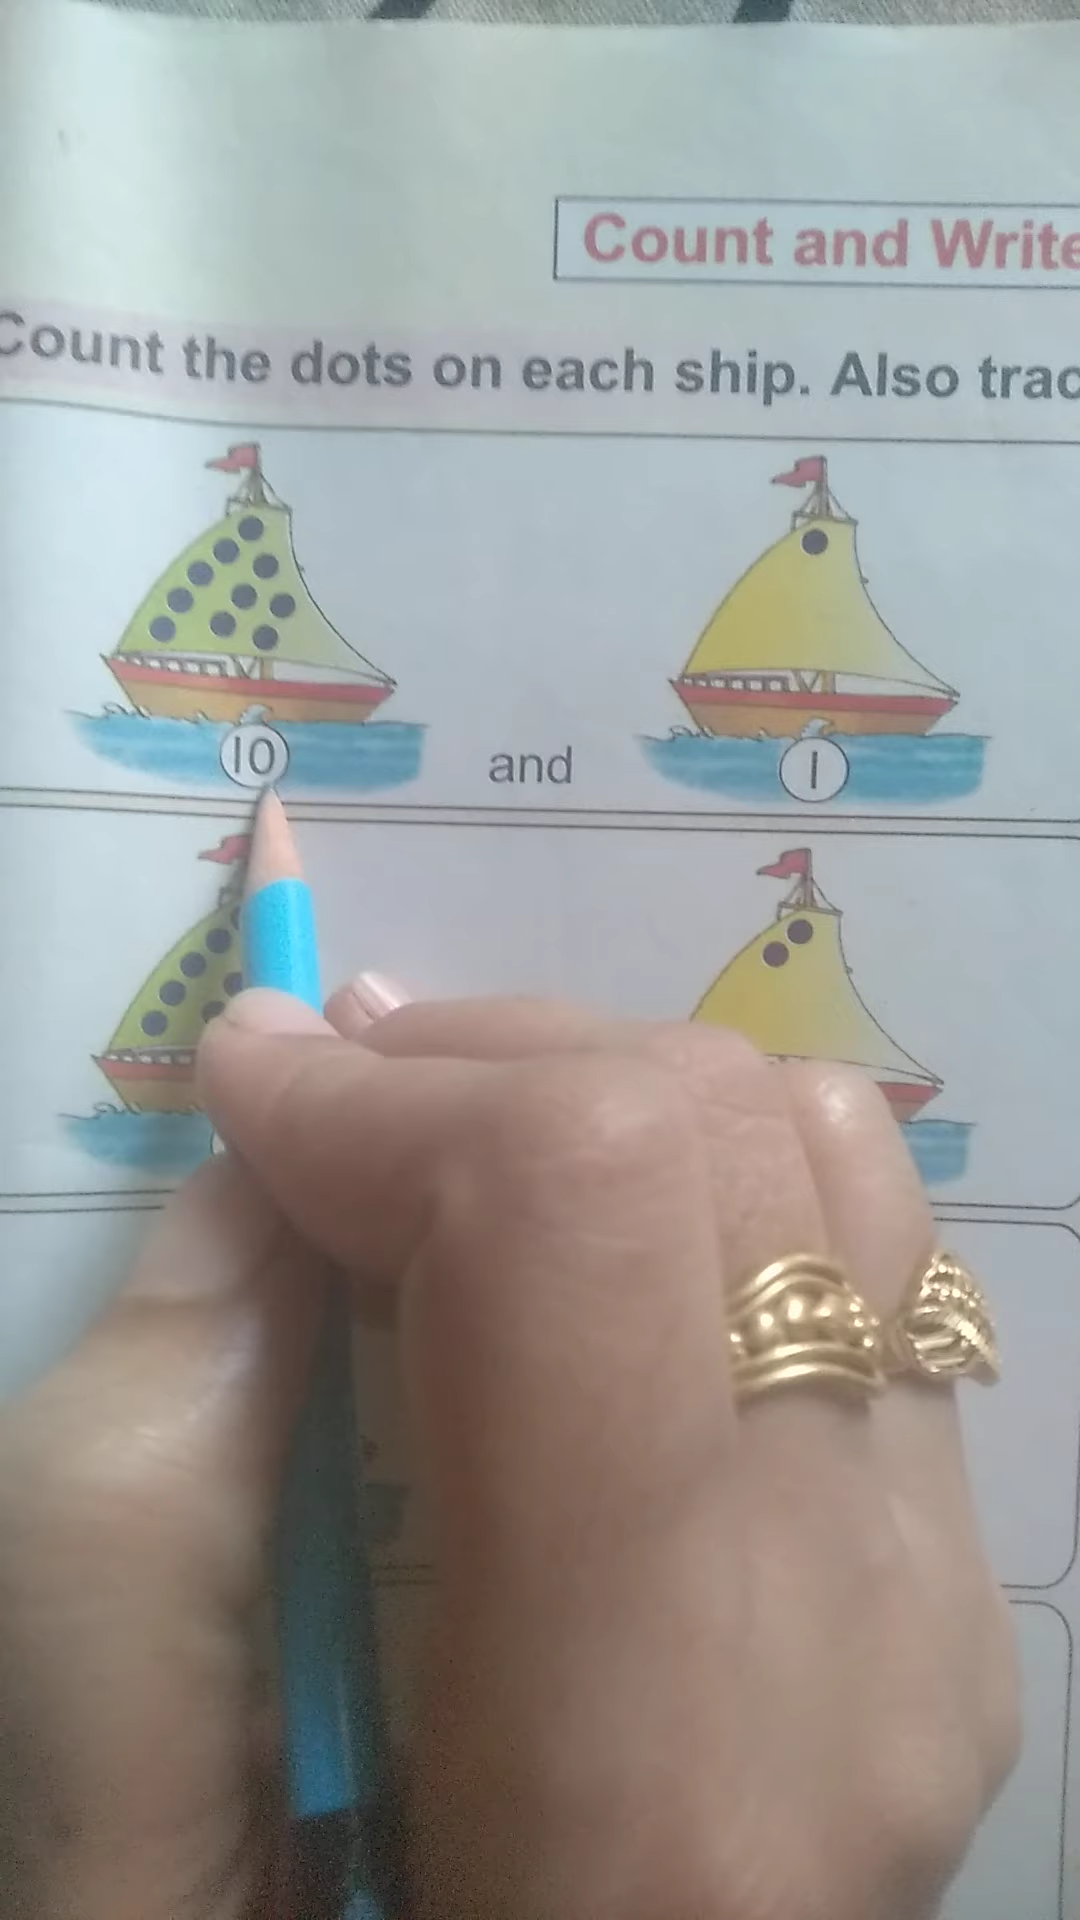 Count and Write
Count the dots on each ship. Also trac
10 and 1